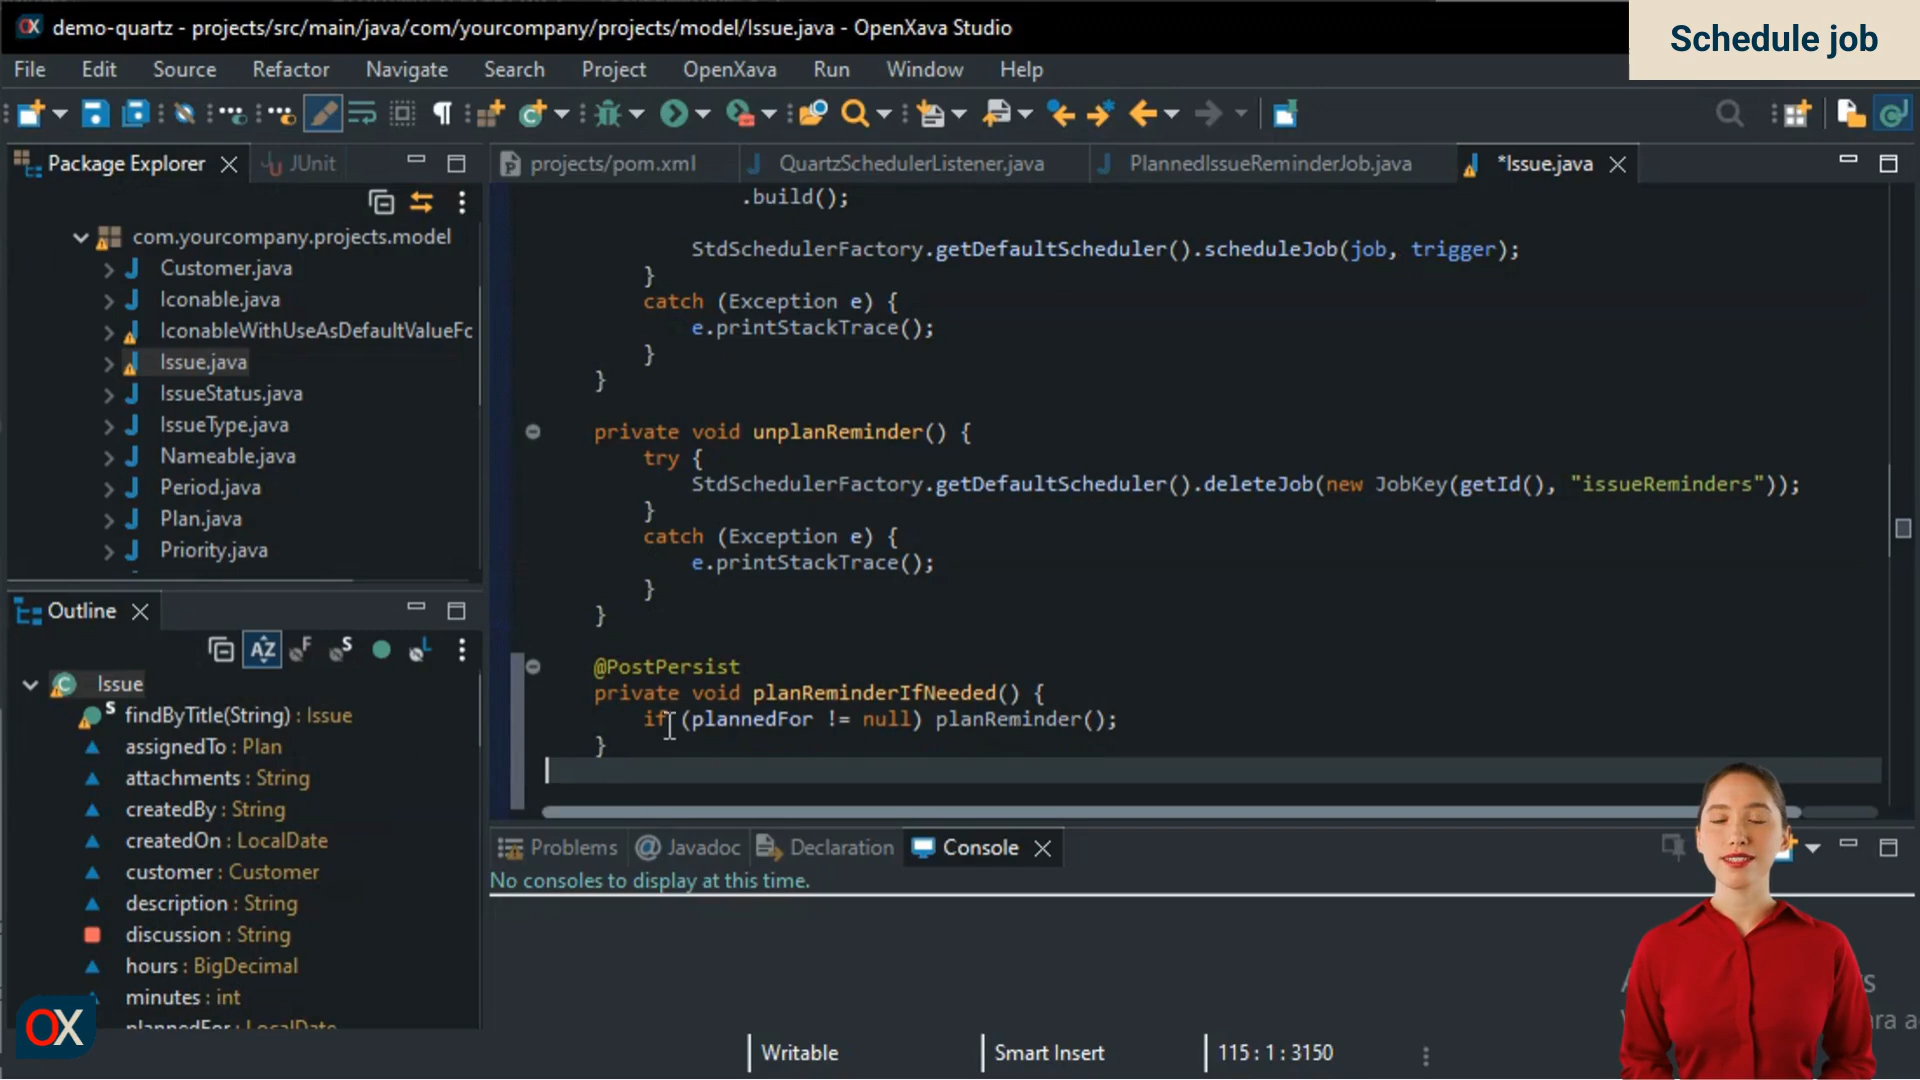 demo-quartz - projects/src/main/java/com/yourcompany/projects/model/Issue.java - OpenXava Studio
Schedule job
File Edit Source Refactor Navigate Search Project OpenXava Run Window Help
Package Explorer
JUnit
projects/pom.xml
QuartzSchedulerListener.java
PlannedIssueReminderJob.java
*Issue.java
com.yourcompany.projects.model
Customer.java
Iconable.java
IconableWithUseAsDefaultValueFo
Issue.java
IssueStatus.java
IssueType.java
Nameable.java
Period.java
Plan.java
Priority.java
.build();
StdSchedulerFactory.getDefaultScheduler().scheduleJob(job, trigger);
}
catch (Exception e) {
e.printStackTrace();
}
}
private void unplanReminder() {
try {
StdSchedulerFactory.getDefaultScheduler().deleteJob(new JobKey(getId(), "issueReminders"));
}
catch (Exception e) {
e.printStackTrace();
}
}
@PostPersist
private void planReminderIfNeeded() {
if (plannedFor != null) planReminder();
}
Outline
Issue
findByTitle(String) : Issue
assignedTo : Plan
attachments : String
createdBy : String
createdOn : LocalDate
customer : Customer
description : String
discussion : String
hours : BigDecimal
minutes : int
plannedFor : LocalDate
Problems
Javadoc
Declaration
Console
No consoles to display at this time.
Writable
Smart Insert
115 : 1 : 3150
OX